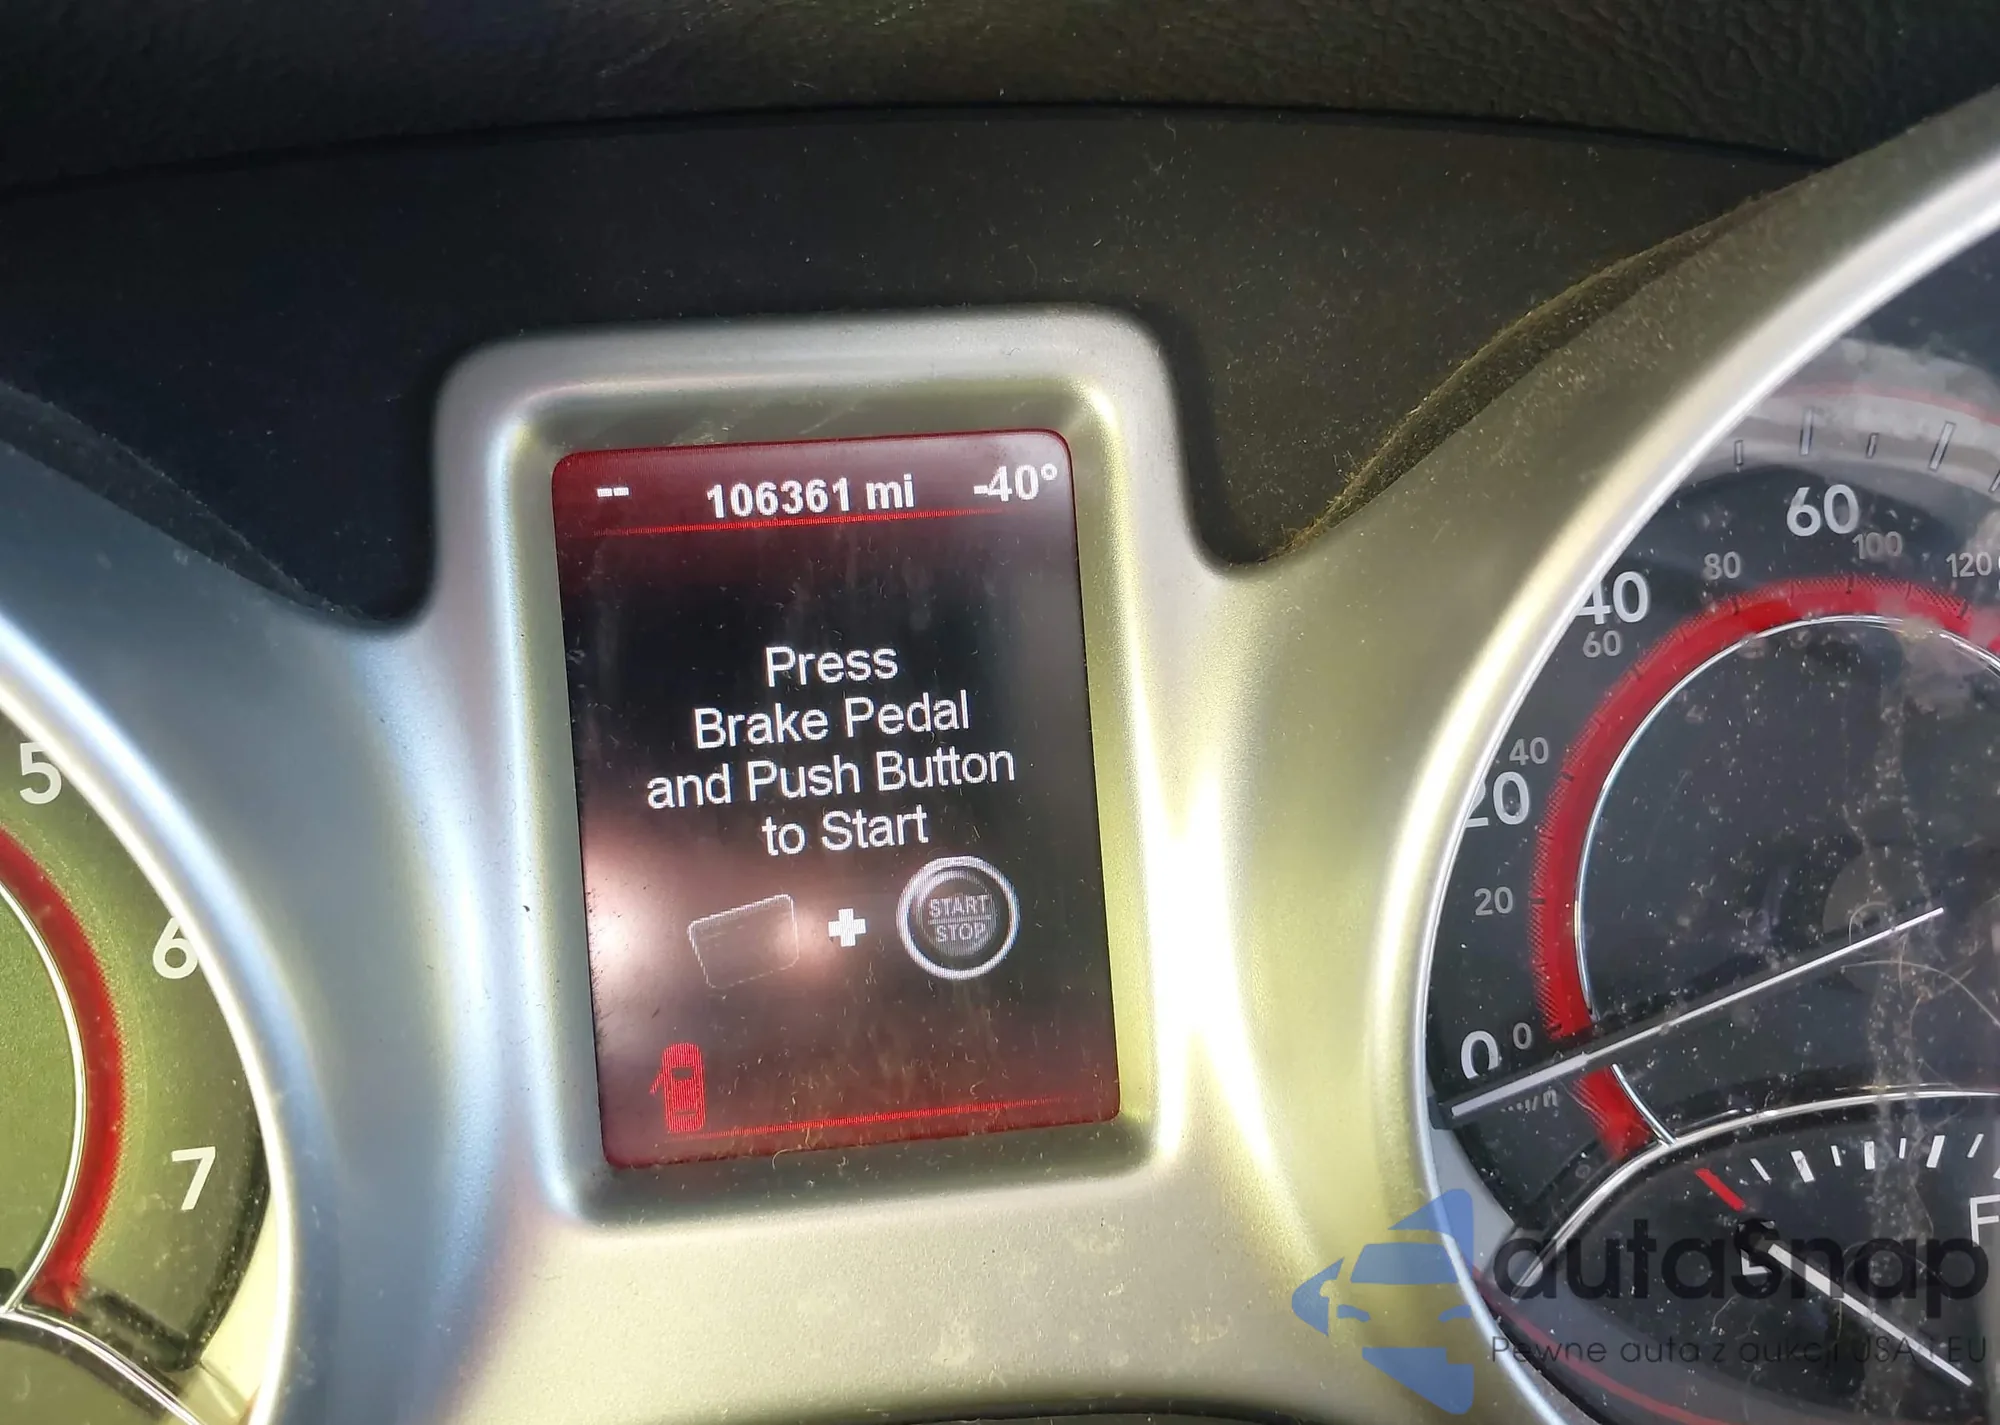 -- 106361 mi -40°
Press
Brake Pedal
and Push Button
to Start
START
STOP
5
6
7
60
100
80
120
40
60
40
20
20
0 0
F
autaSnap
Pewne auta z aukcji USA i EU